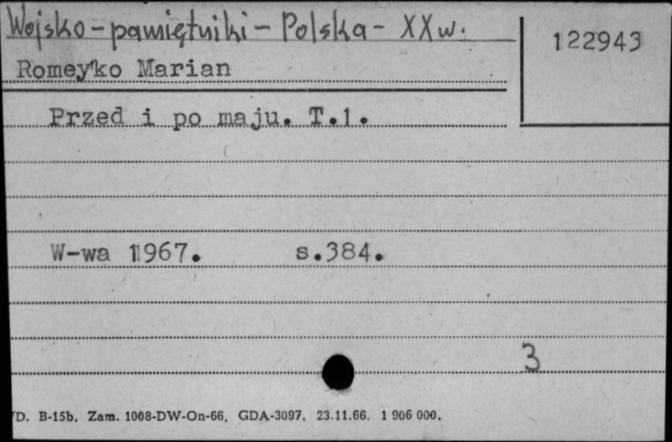 Wojsko - pamiętniki - Polska - XX w.
122943
Romeyko Marian
Przed i po maju. T.1.
W-wa 1967. s.384.
3
D. B-15b. Zam. 1008-DW-On-66. GDA-3097. 23.11.66. 1 906 000.